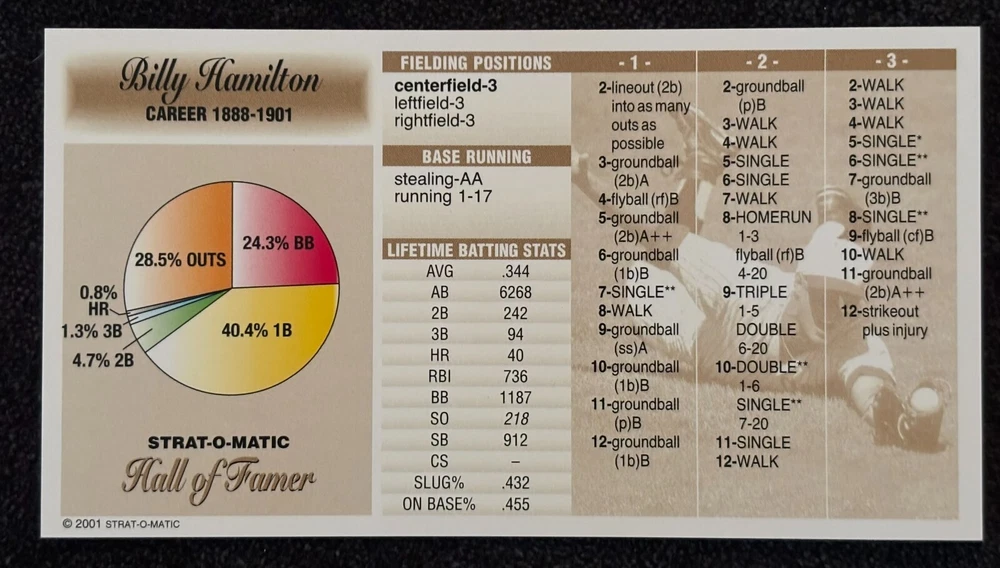 Billy Hamilton
CAREER 1888-1901
24.3% BB
28.5% OUTS
0.8%
HR
1.3% 3B
40.4% 1B
4.7% 2B
STRAT-O-MATIC
Hall of Famer
© 2001 STRAT-O-MATIC
FIELDING POSITIONS
centerfield-3
leftfield-3
rightfield-3
BASE RUNNING
stealing-AA
running 1-17
LIFETIME BATTING STATS
AVG .344
AB 6268
2B 242
3B 94
HR 40
RBI 736
BB 1187
SO 218
SB 912
CS –
SLUG% .432
ON BASE% .455
- 1 -
2-lineout (2b)
into as many
outs as
possible
3-groundball
(2b)A
4-flyball (rf)B
5-groundball
(2b)A++
6-groundball
(1b)B
7-SINGLE**
8-WALK
9-groundball
(ss)A
10-groundball
(1b)B
11-groundball
(p)B
12-groundball
(1b)B
- 2 -
2-groundball
(p)B
3-WALK
4-WALK
5-SINGLE
6-SINGLE
7-WALK
8-HOMERUN
1-3
flyball (rf)B
4-20
9-TRIPLE
1-5
DOUBLE
6-20
10-DOUBLE**
1-6
SINGLE**
7-20
11-SINGLE
12-WALK
- 3 -
2-WALK
3-WALK
4-WALK
5-SINGLE*
6-SINGLE**
7-groundball
(3b)B
8-SINGLE**
9-flyball (cf)B
10-WALK
11-groundball
(2b)A++
12-strikeout
plus injury